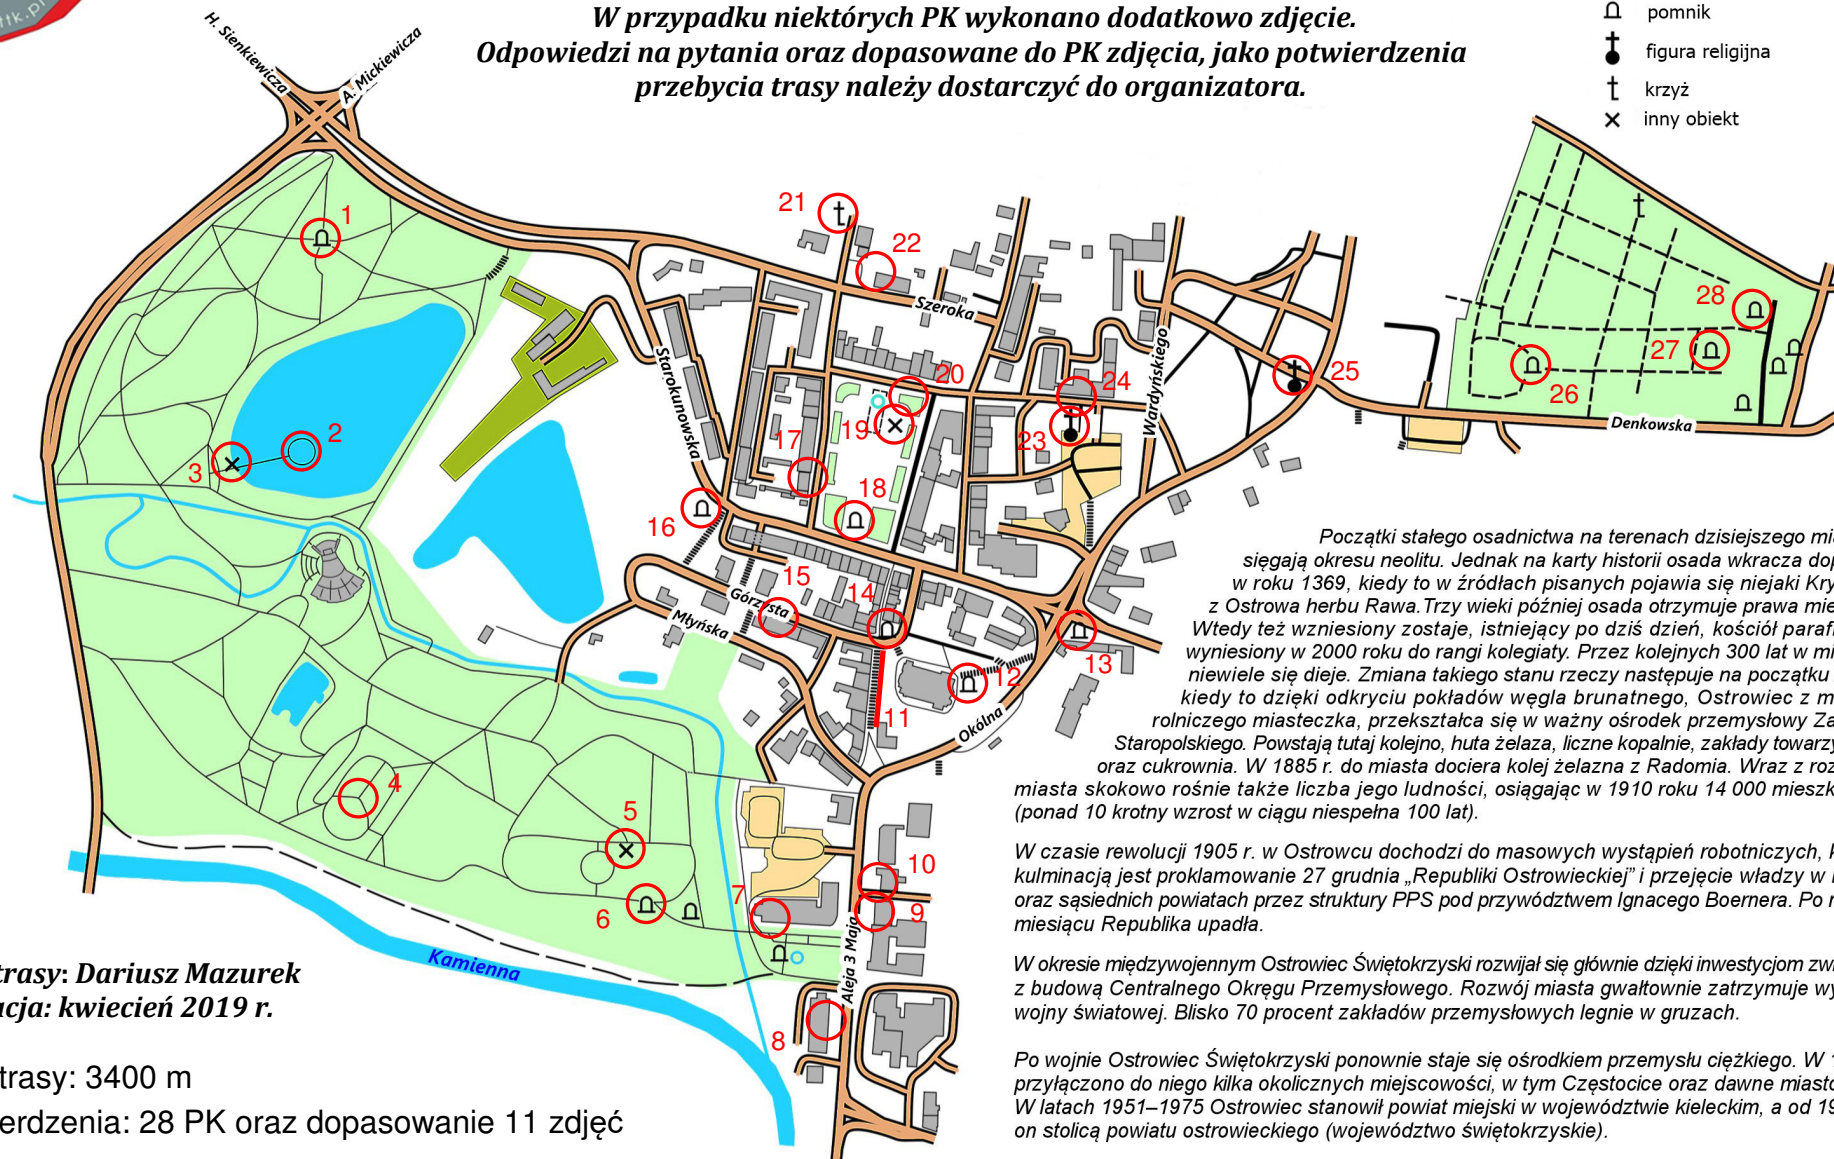 ttk.pl
W przypadku niektórych PK wykonano dodatkowo zdjęcie.
Odpowiedzi na pytania oraz dopasowane do PK zdjęcia, jako potwierdzenia
przebycia trasy należy dostarczyć do organizatora.
pomnik
figura religijna
krzyż
inny obiekt
H. Sienkiewicza
A. Mickiewicza
1
2
3
4
5
6
7
8
9
10
11
12
13
14
15
16
17
18
19
20
21
22
23
24
25
26
27
28
Szeroka
Starokunowska
Wardyńskiego
Denkowska
Górzysta
Młyńska
Okólna
Aleja 3 Maja
Kamienna
Początki stałego osadnictwa na terenach dzisiejszego mia
sięgają okresu neolitu. Jednak na karty historii osada wkracza dop
w roku 1369, kiedy to w źródłach pisanych pojawia się niejaki Kry
z Ostrowa herbu Rawa.Trzy wieki później osada otrzymuje prawa mie
Wtedy też wzniesiony zostaje, istniejący po dziś dzień, kościół parafi
wyniesiony w 2000 roku do rangi kolegiaty. Przez kolejnych 300 lat w mi
niewiele się dzieje. Zmiana takiego stanu rzeczy następuje na początku
kiedy to dzięki odkryciu pokładów węgla brunatnego, Ostrowiec z m
rolniczego miasteczka, przekształca się w ważny ośrodek przemysłowy Za
Staropolskiego. Powstają tutaj kolejno, huta żelaza, liczne kopalnie, zakłady towarzy
oraz cukrownia. W 1885 r. do miasta dociera kolej żelazna z Radomia. Wraz z roz
miasta skokowo rośnie także liczba jego ludności, osiągając w 1910 roku 14 000 mieszk
(ponad 10 krotny wzrost w ciągu niespełna 100 lat).
W czasie rewolucji 1905 r. w Ostrowcu dochodzi do masowych wystąpień robotniczych, k
kulminacją jest proklamowanie 27 grudnia „Republiki Ostrowieckiej” i przejęcie władzy w
oraz sąsiednich powiatach przez struktury PPS pod przywództwem Ignacego Boernera. Po
miesiącu Republika upadła.
W okresie międzywojennym Ostrowiec Świętokrzyski rozwijał się głównie dzięki inwestycjom zwi
z budową Centralnego Okręgu Przemysłowego. Rozwój miasta gwałtownie zatrzymuje wy
wojny światowej. Blisko 70 procent zakładów przemysłowych legnie w gruzach.
Po wojnie Ostrowiec Świętokrzyski ponownie staje się ośrodkiem przemysłu ciężkiego. W 1
przyłączono do niego kilka okolicznych miejscowości, w tym Częstocice oraz dawne miasto
W latach 1951–1975 Ostrowiec stanowił powiat miejski w województwie kieleckim, a od 19
on stolicą powiatu ostrowieckiego (województwo świętokrzyskie).
trasy: Dariusz Mazurek
acja: kwiecień 2019 r.
trasy: 3400 m
erdzenia: 28 PK oraz dopasowanie 11 zdjęć